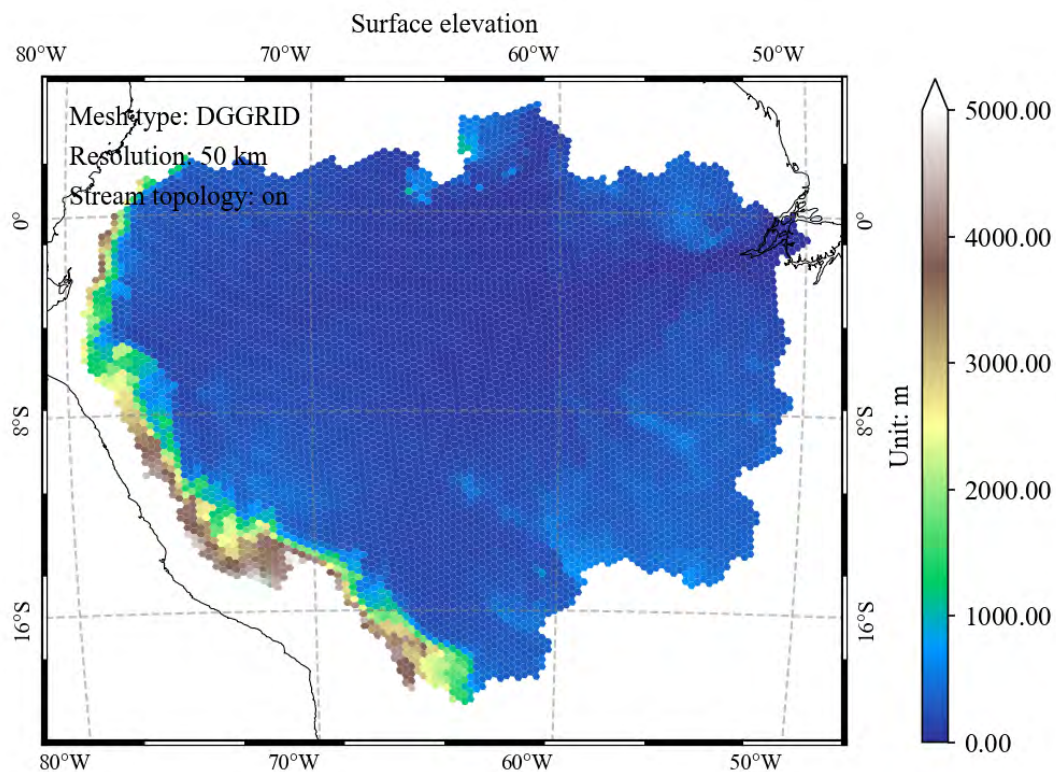 Surface elevation
80°W 70°W 60°W 50°W
Mesh type: DGGRID
Resolution: 50 km
Stream topology: on
0° 0°
8°S 8°S
16°S 16°S
80°W 70°W 60°W 50°W
5000.00
4000.00
3000.00
2000.00
1000.00
0.00
Unit: m